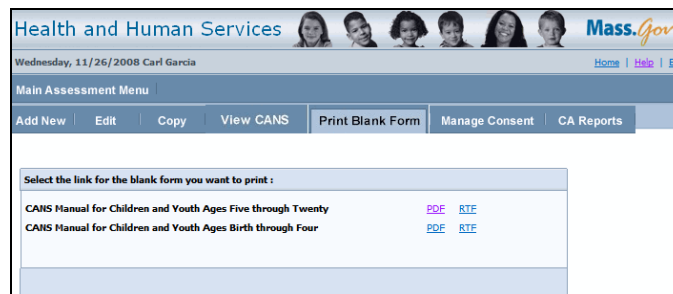 Health and Human Services Mass.Gov
Wednesday, 11/26/2008 Carl Garcia Home | Help |
Main Assessment Menu
Add New Edit Copy View CANS Print Blank Form Manage Consent CA Reports
Select the link for the blank form you want to print :
CANS Manual for Children and Youth Ages Five through Twenty PDF RTF
CANS Manual for Children and Youth Ages Birth through Four PDF RTF